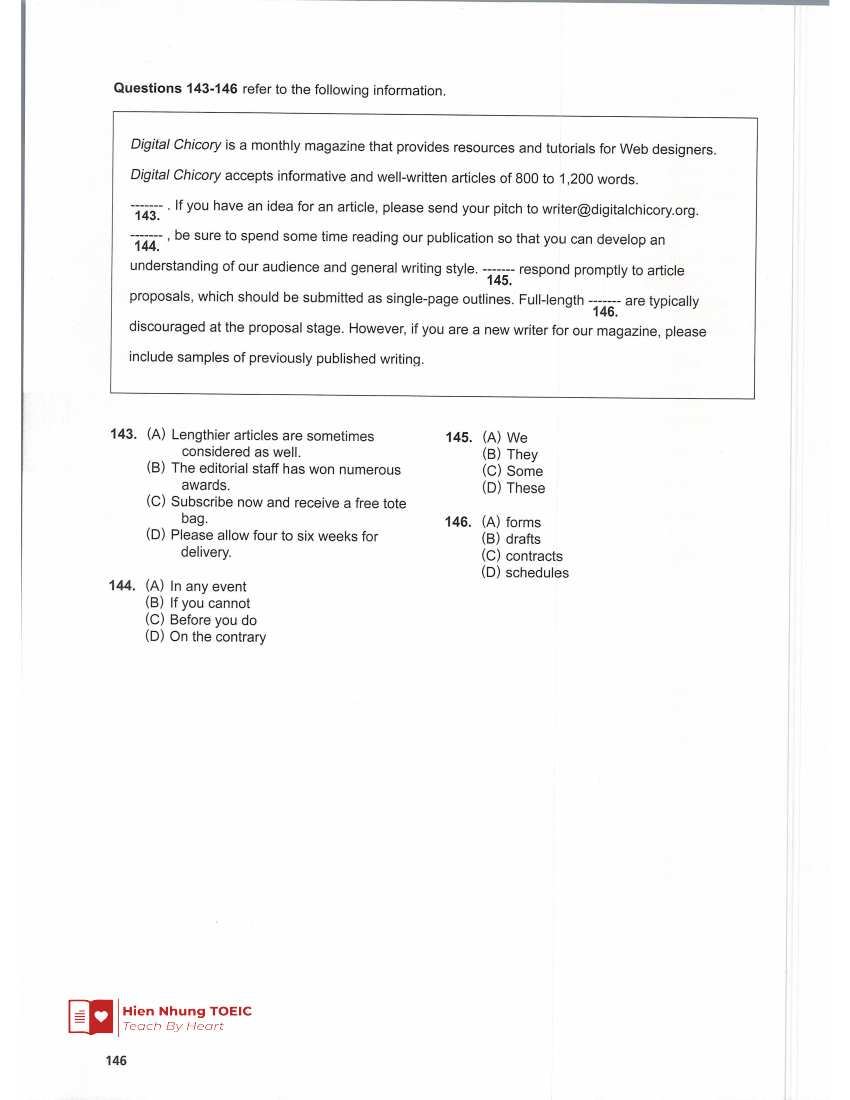 Questions 143-146 refer to the following information.
Digital Chicory is a monthly magazine that provides resources and tutorials for Web designers.
Digital Chicory accepts informative and well-written articles of 800 to 1,200 words.
------- . If you have an idea for an article, please send your pitch to writer@digitalchicory.org.
143.
------- , be sure to spend some time reading our publication so that you can develop an
144.
understanding of our audience and general writing style. ------- respond promptly to article
145.
proposals, which should be submitted as single-page outlines. Full-length ------- are typically
146.
discouraged at the proposal stage. However, if you are a new writer for our magazine, please
include samples of previously published writing.
143. (A) Lengthier articles are sometimes
considered as well.
(B) The editorial staff has won numerous
awards.
(C) Subscribe now and receive a free tote
bag.
(D) Please allow four to six weeks for
delivery.
144. (A) In any event
(B) If you cannot
(C) Before you do
(D) On the contrary
145. (A) We
(B) They
(C) Some
(D) These
146. (A) forms
(B) drafts
(C) contracts
(D) schedules
Hien Nhung TOEIC
Teach By Heart
146